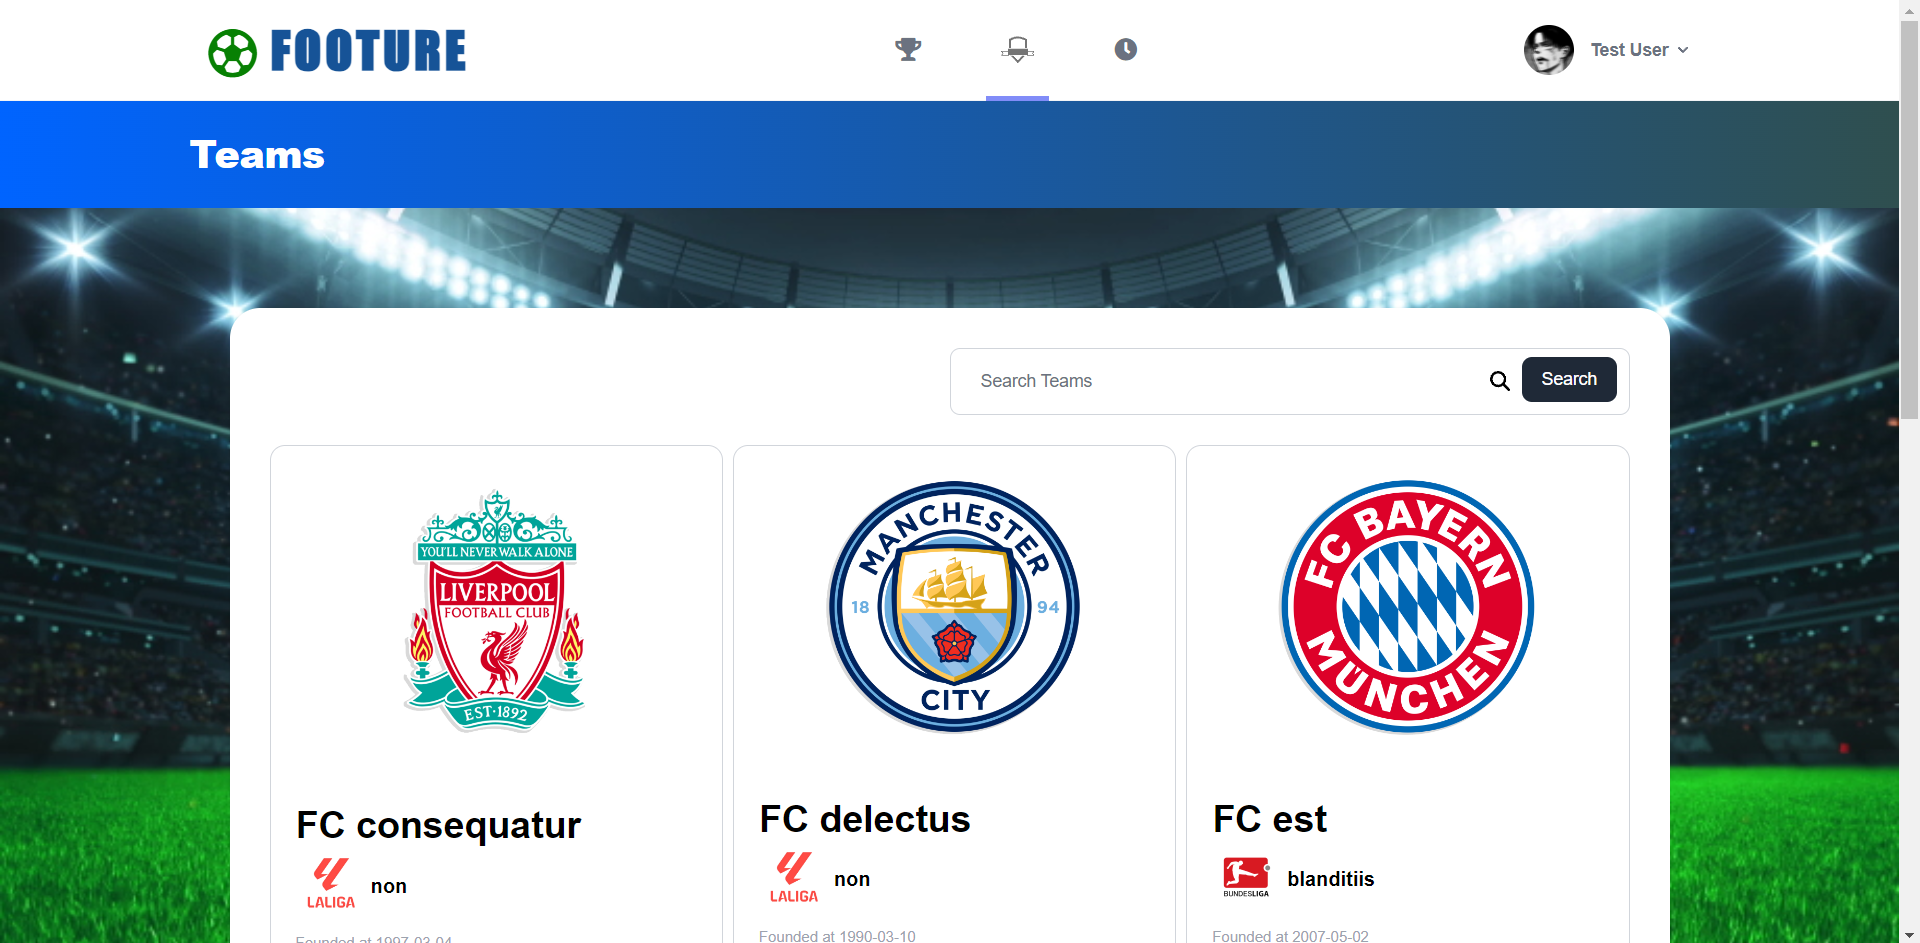 FOOTURE
Test User
Teams
Search Teams
Search
YOU'LL NEVER WALK ALONE
LIVERPOOL
FOOTBALL CLUB
EST·1892
MANCHESTER
18 94
CITY
FC BAYERN
MÜNCHEN
FC consequatur
LALIGA
non
Founded at 1997-03-04
FC delectus
LALIGA
non
Founded at 1990-03-10
FC est
BUNDESLIGA
blanditiis
Founded at 2007-05-02